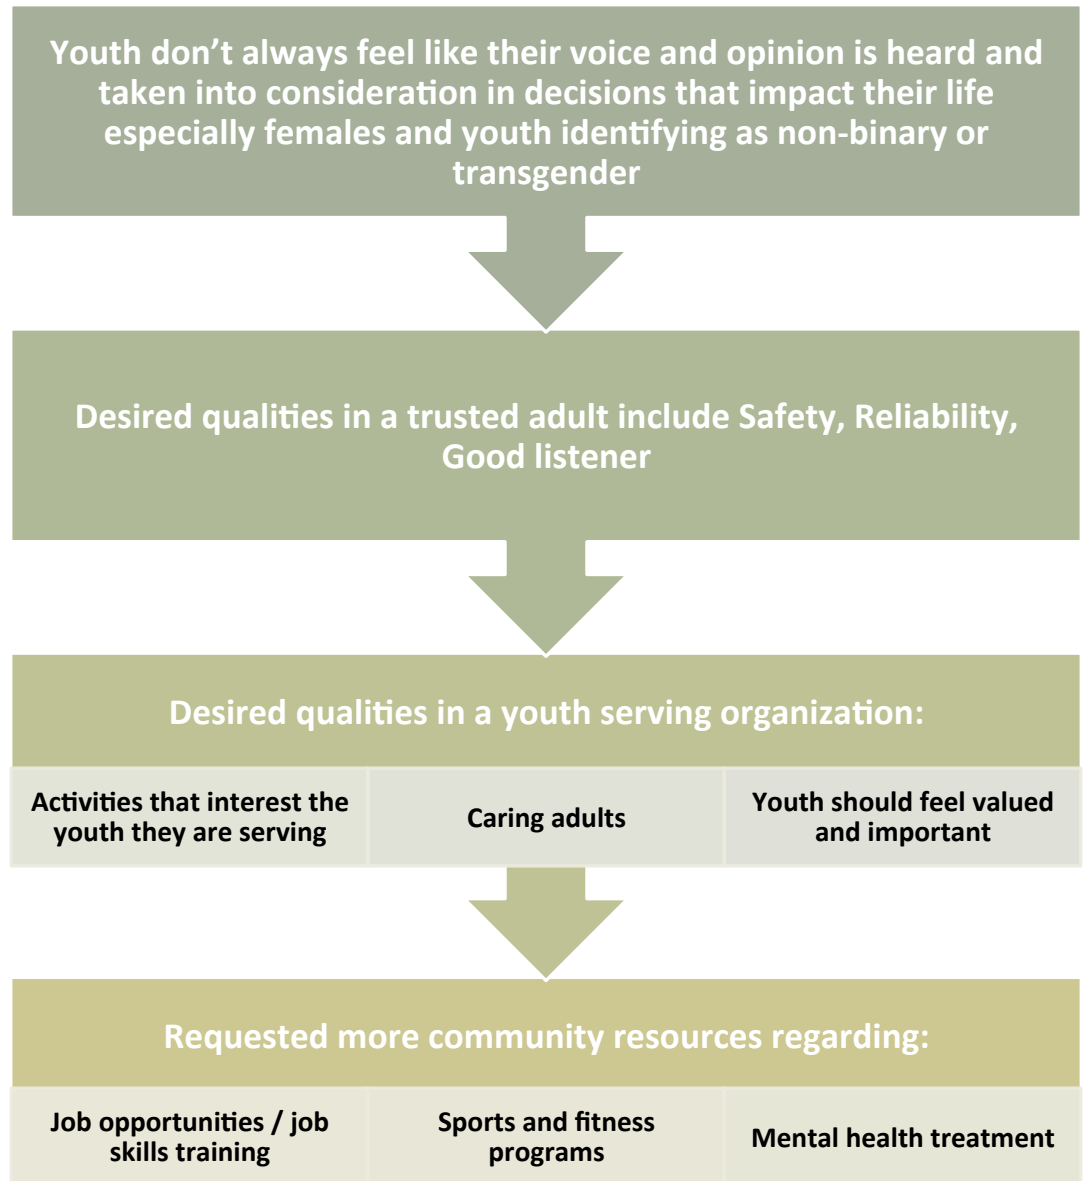 Youth don’t always feel like their voice and opinion is heard and
taken into consideration in decisions that impact their life
especially females and youth identifying as non-binary or
transgender
Desired qualities in a trusted adult include Safety, Reliability,
Good listener
Desired qualities in a youth serving organization:
Activities that interest the
youth they are serving
Caring adults
Youth should feel valued
and important
Requested more community resources regarding:
Job opportunities / job
skills training
Sports and fitness
programs
Mental health treatment